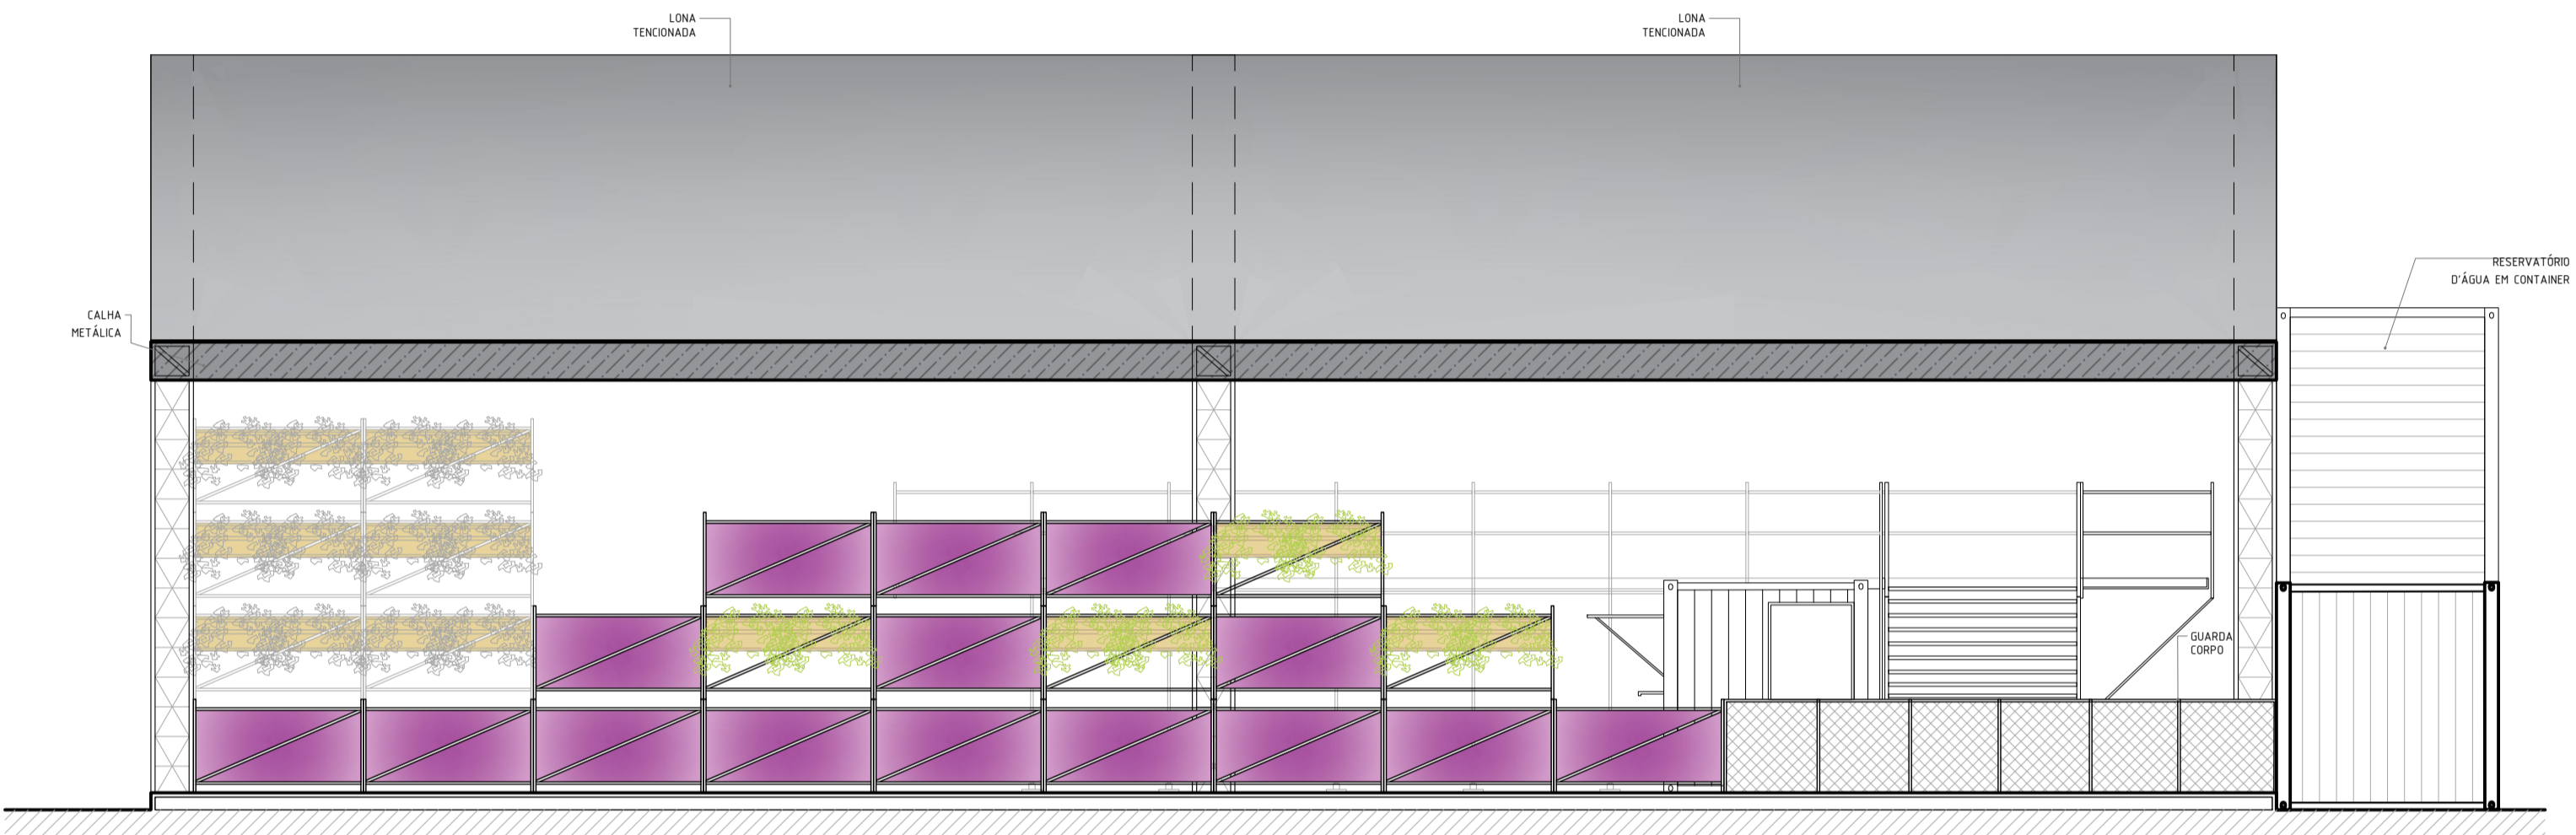 LONA
TENCIONADA
LONA
TENCIONADA
RESERVATÓRIO
D'ÁGUA EM CONTAINER
CALHA
METÁLICA
GUARDA
CORPO